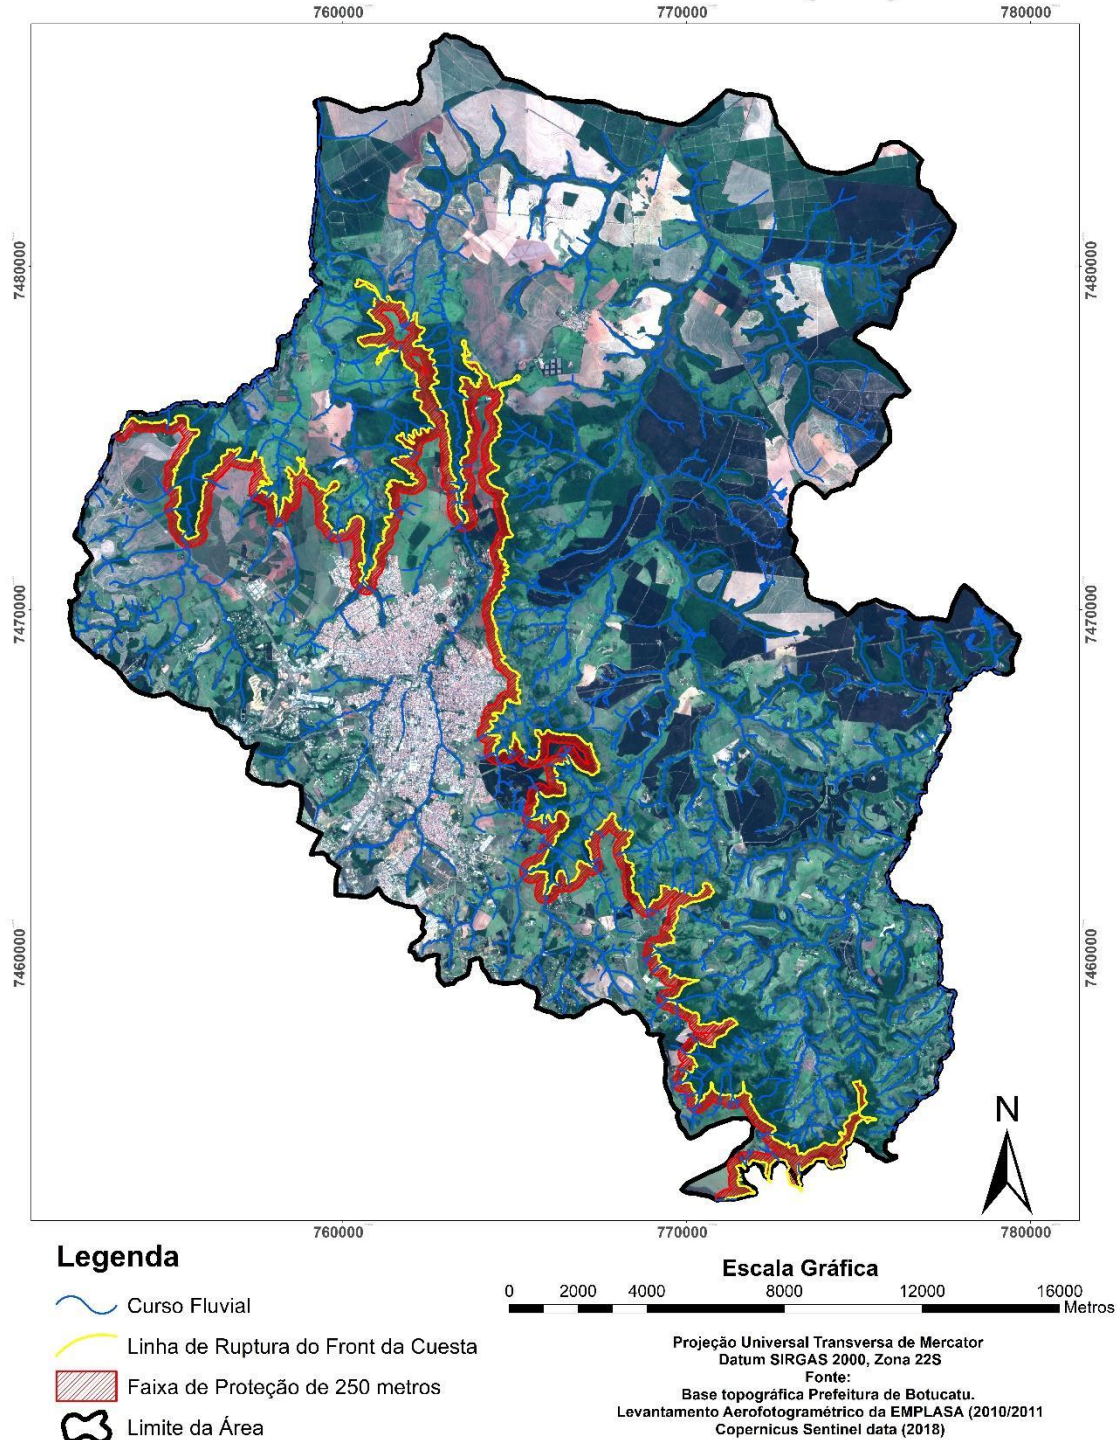 760000 770000 780000
7480000 7480000
7470000 7470000
7460000 7460000
N
760000 770000 780000
Legenda
Curso Fluvial
Linha de Ruptura do Front da Cuesta
Faixa de Proteção de 250 metros
Limite da Área
Escala Gráfica
0 2000 4000 8000 12000 16000
Metros
Projeção Universal Transversa de Mercator
Datum SIRGAS 2000, Zona 22S
Fonte:
Base topográfica Prefeitura de Botucatu.
Levantamento Aerofotogramétrico da EMPLASA (2010/2011
Copernicus Sentinel data (2018)